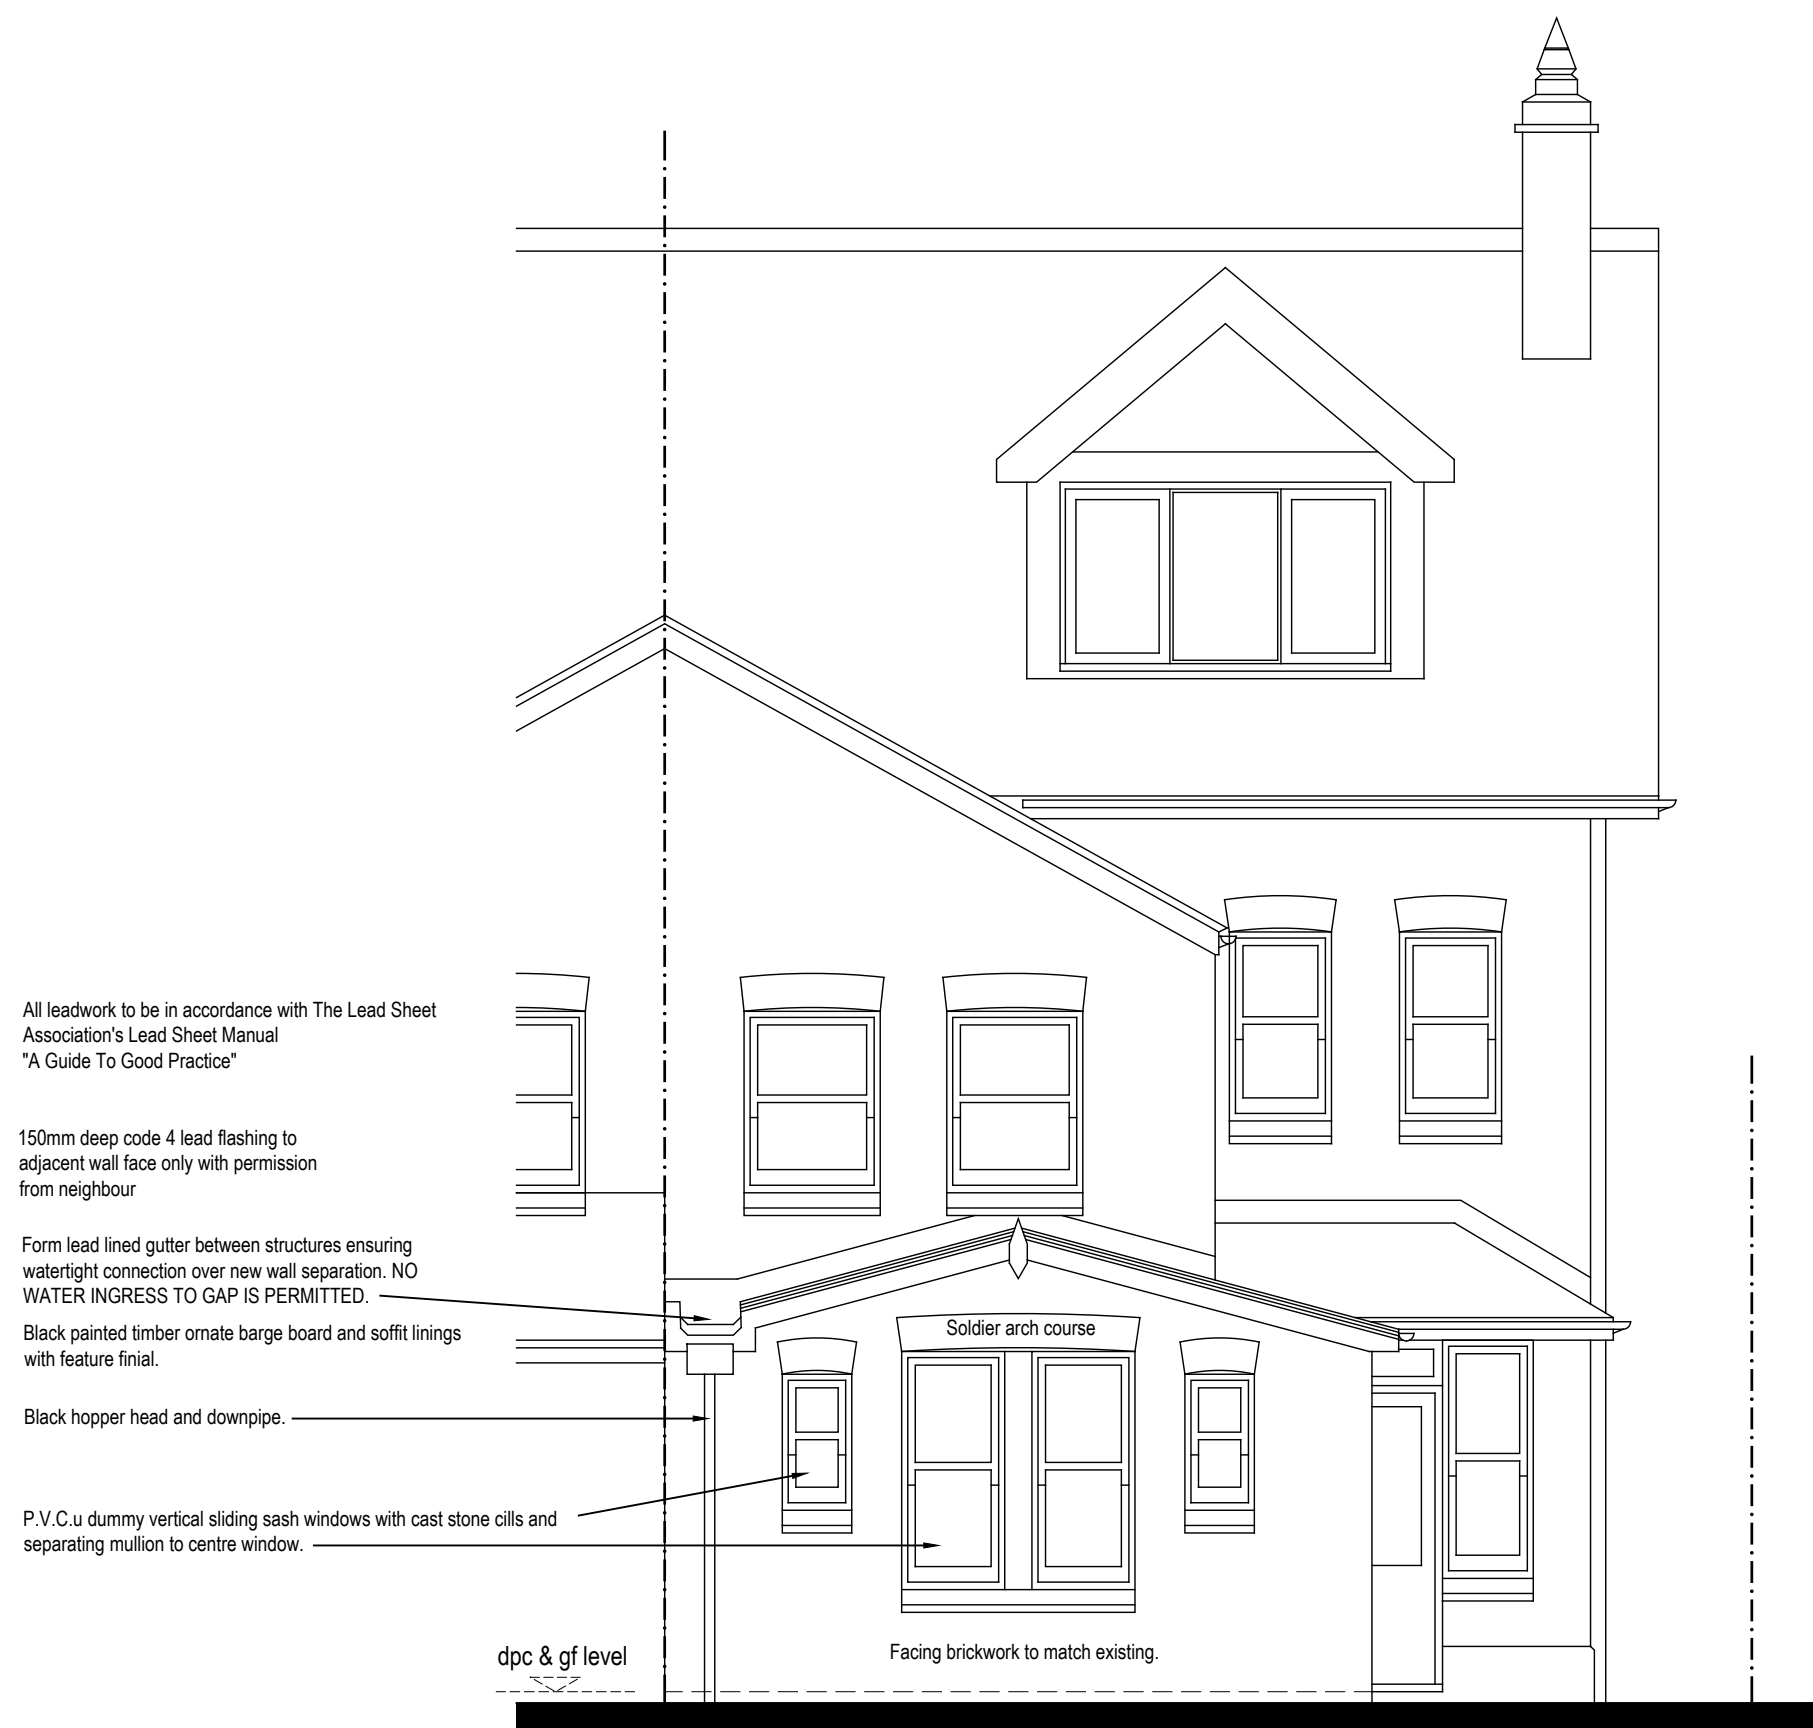 All leadwork to be in accordance with The Lead Sheet
Association's Lead Sheet Manual
"A Guide To Good Practice"
150mm deep code 4 lead flashing to
adjacent wall face only with permission
from neighbour
Form lead lined gutter between structures ensuring
watertight connection over new wall separation. NO
WATER INGRESS TO GAP IS PERMITTED.
Black painted timber ornate barge board and soffit linings
with feature finial.
Soldier arch course
Black hopper head and downpipe.
P.V.C.u dummy vertical sliding sash windows with cast stone cills and
separating mullion to centre window.
dpc & gf level
Facing brickwork to match existing.